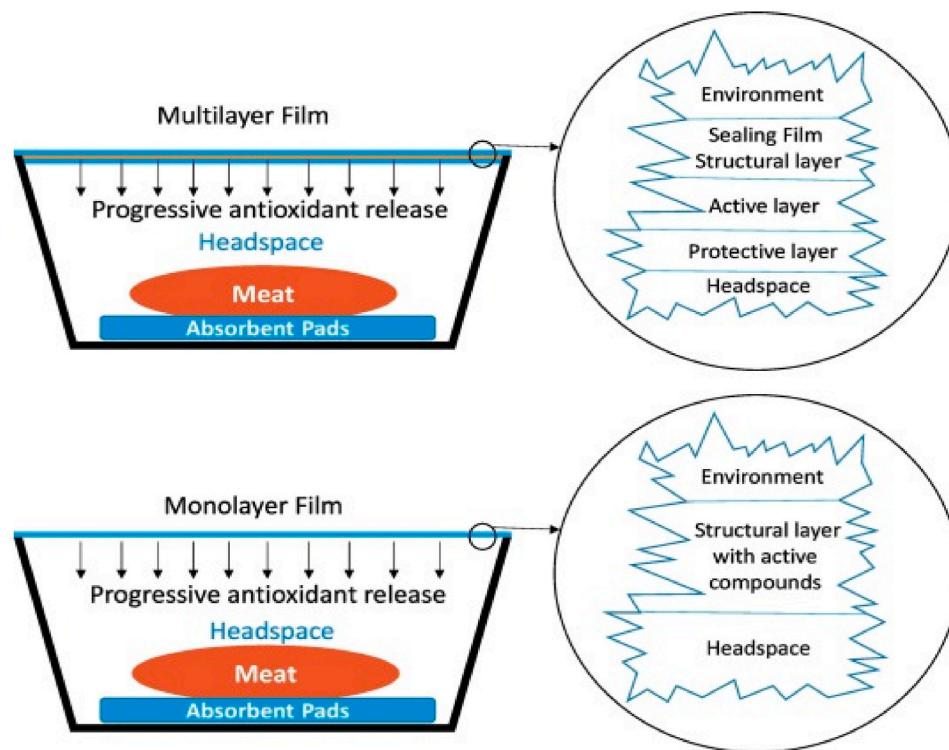 Multilayer Film
Progressive antioxidant release
Headspace
Meat
Absorbent Pads
Environment
Sealing Film
Structural layer
Active layer
Protective layer
Headspace
Monolayer Film
Progressive antioxidant release
Headspace
Meat
Absorbent Pads
Environment
Structural layer
with active
compounds
Headspace